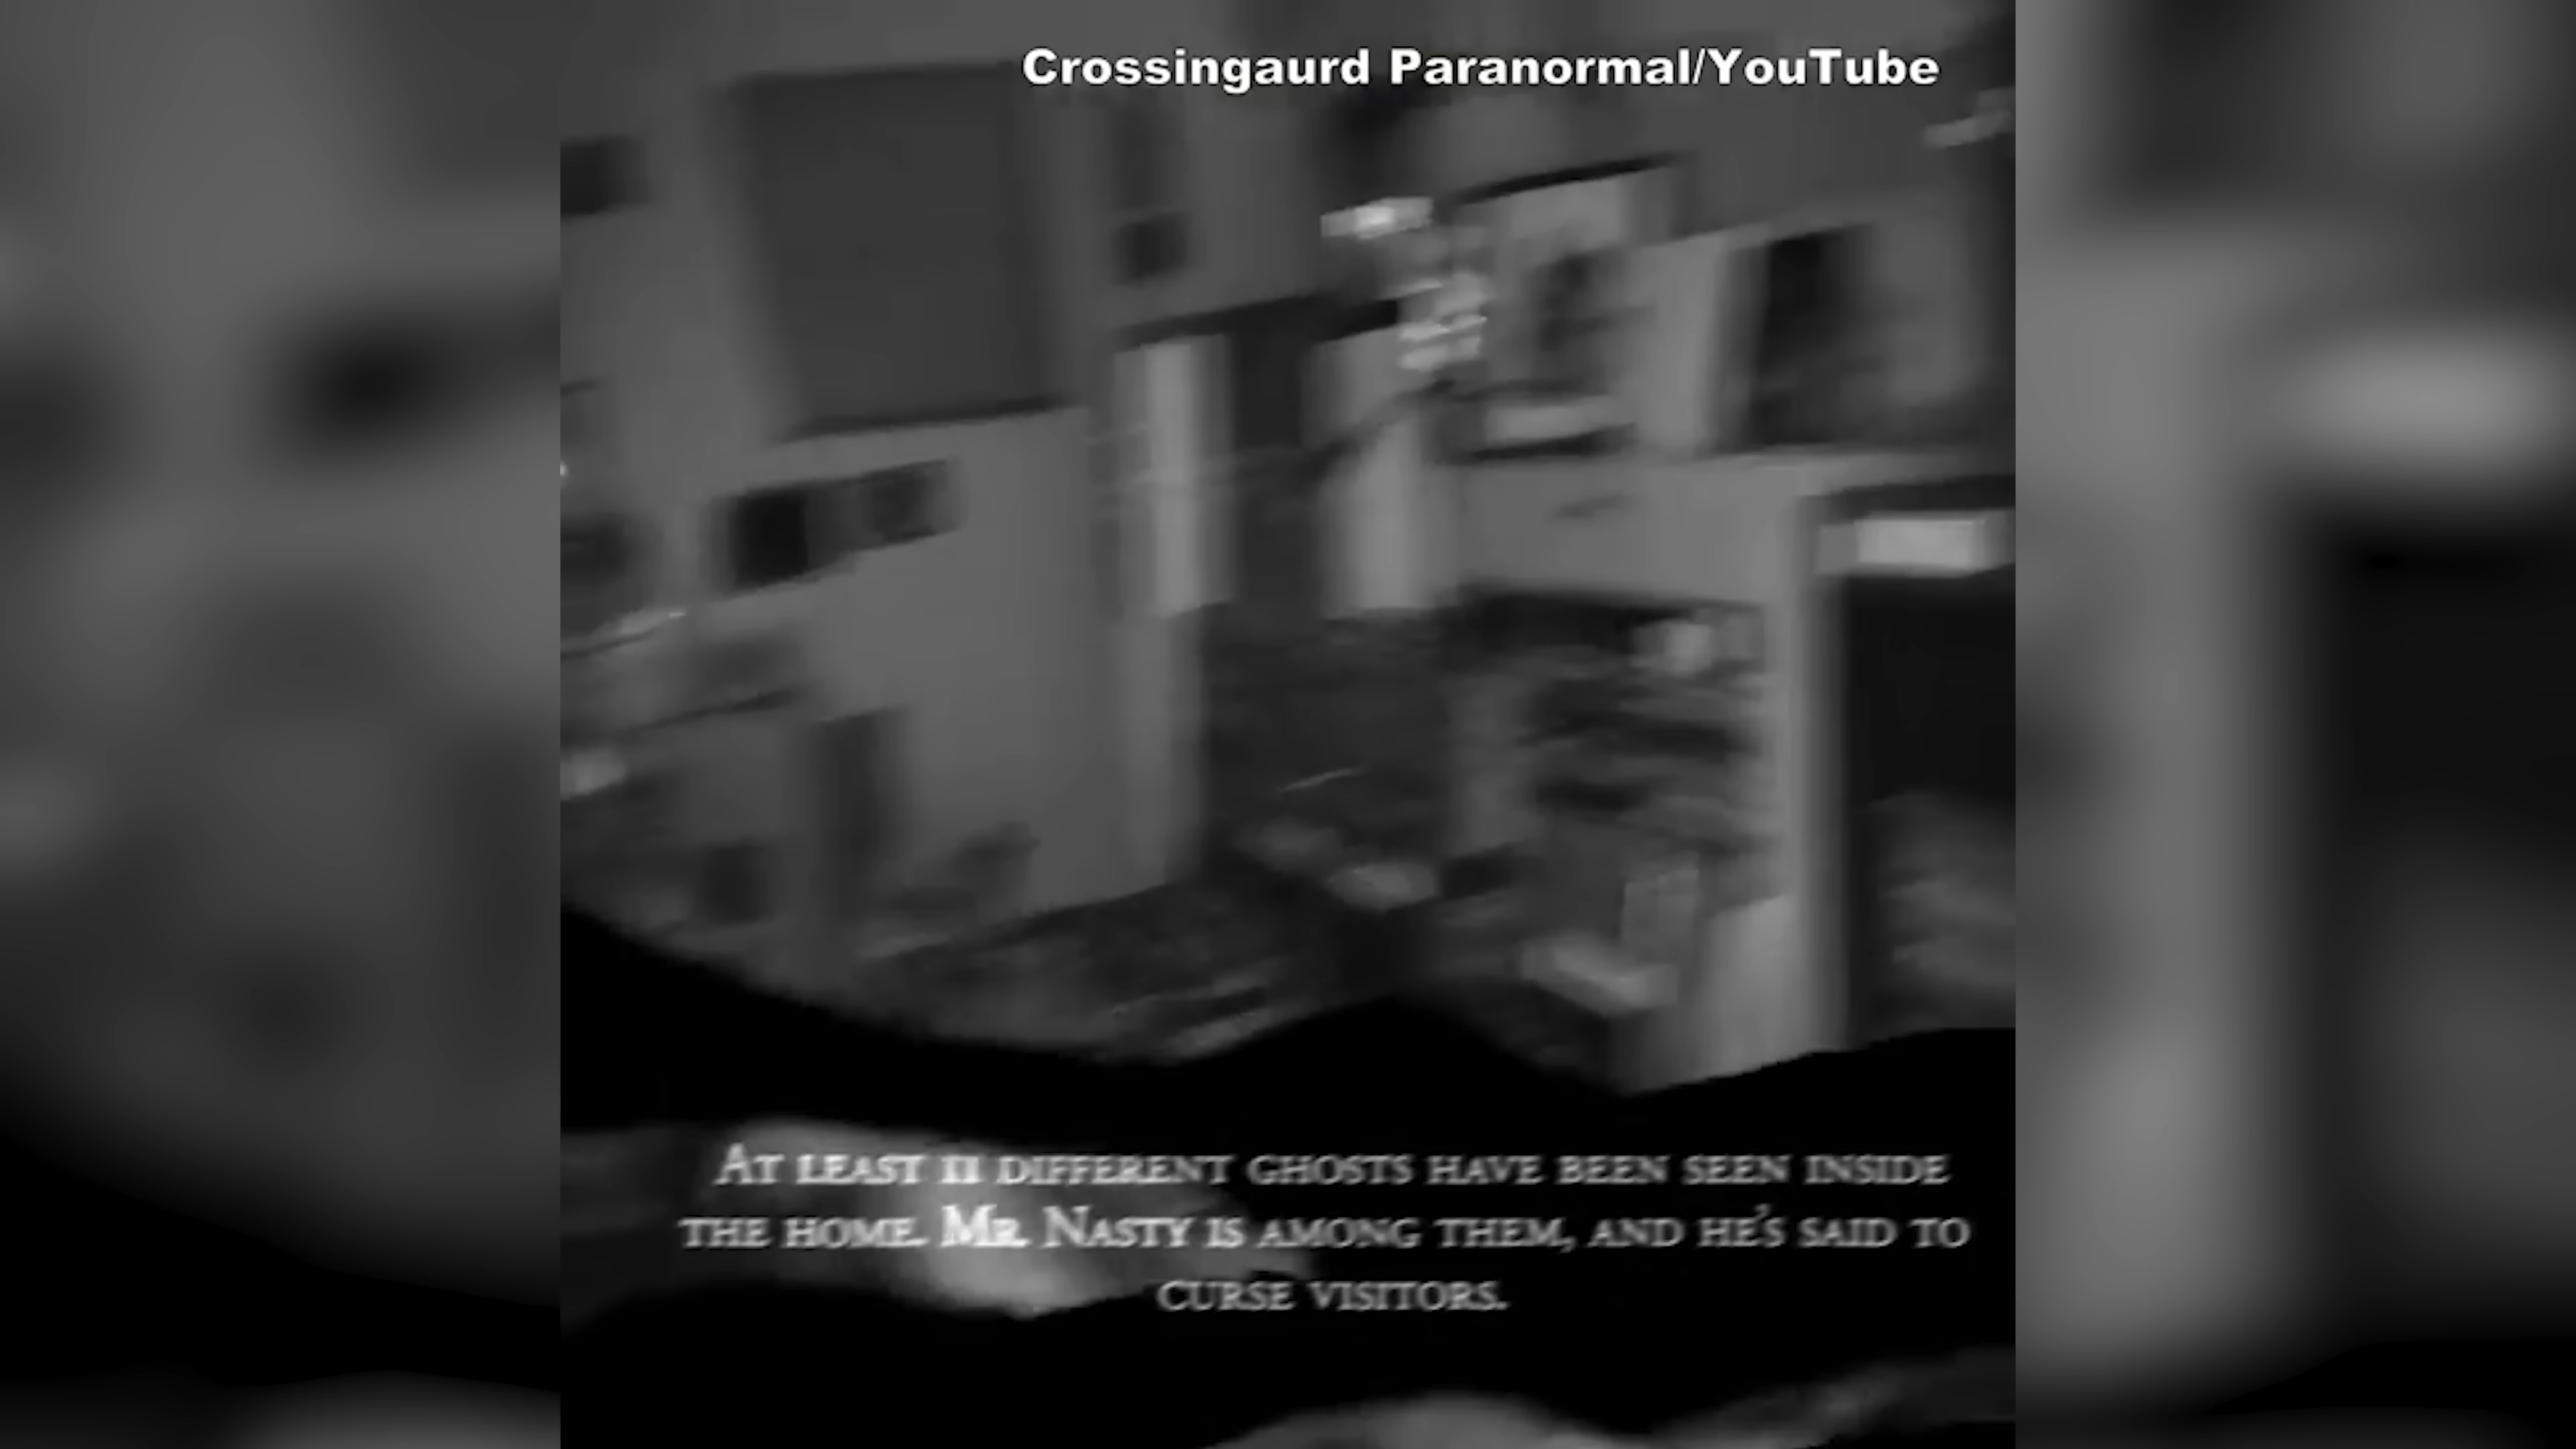 Crossingaurd Paranormal/YouTube
At least 11 different ghosts have been seen inside
the home. Mr. Nasty is among them, and he's said to
curse visitors.